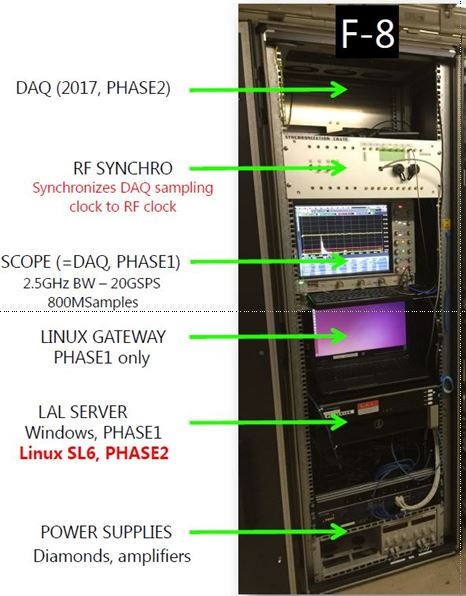 F-8
DAQ (2017, PHASE2)
SYNCHRONIZATION CRATE
RF SYNCHRO
Synchronizes DAQ sampling
clock to RF clock
SCOPE (=DAQ, PHASE1)
2.5GHz BW – 20GSPS
800MSamples
LINUX GATEWAY
PHASE1 only
LAL SERVER
Windows, PHASE1
Linux SL6, PHASE2
POWER SUPPLIES
Diamonds, amplifiers